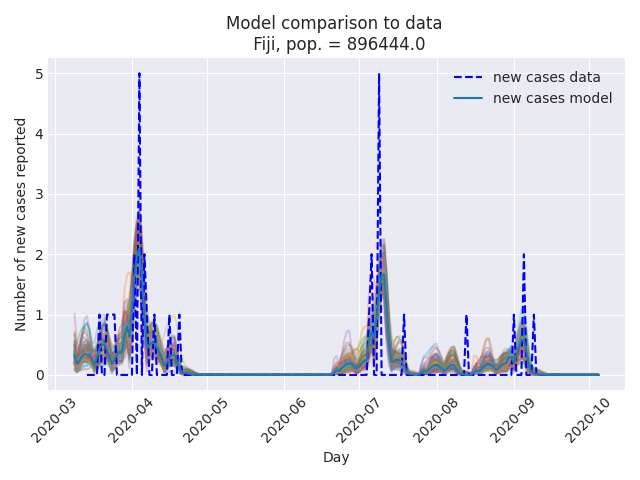 Model comparison to data
Fiji, pop. = 896444.0
new cases data
new cases model
Number of new cases reported
5
4
3
2
1
0
2020-03
2020-04
2020-05
2020-06
2020-07
2020-08
2020-09
2020-10
Day